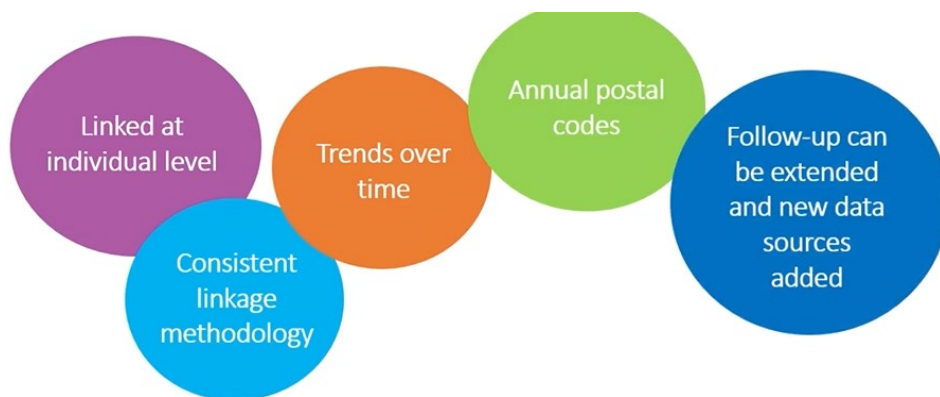 Linked at
individual level
Consistent
linkage
methodology
Trends over
time
Annual postal
codes
Follow-up can
be extended
and new data
sources
added